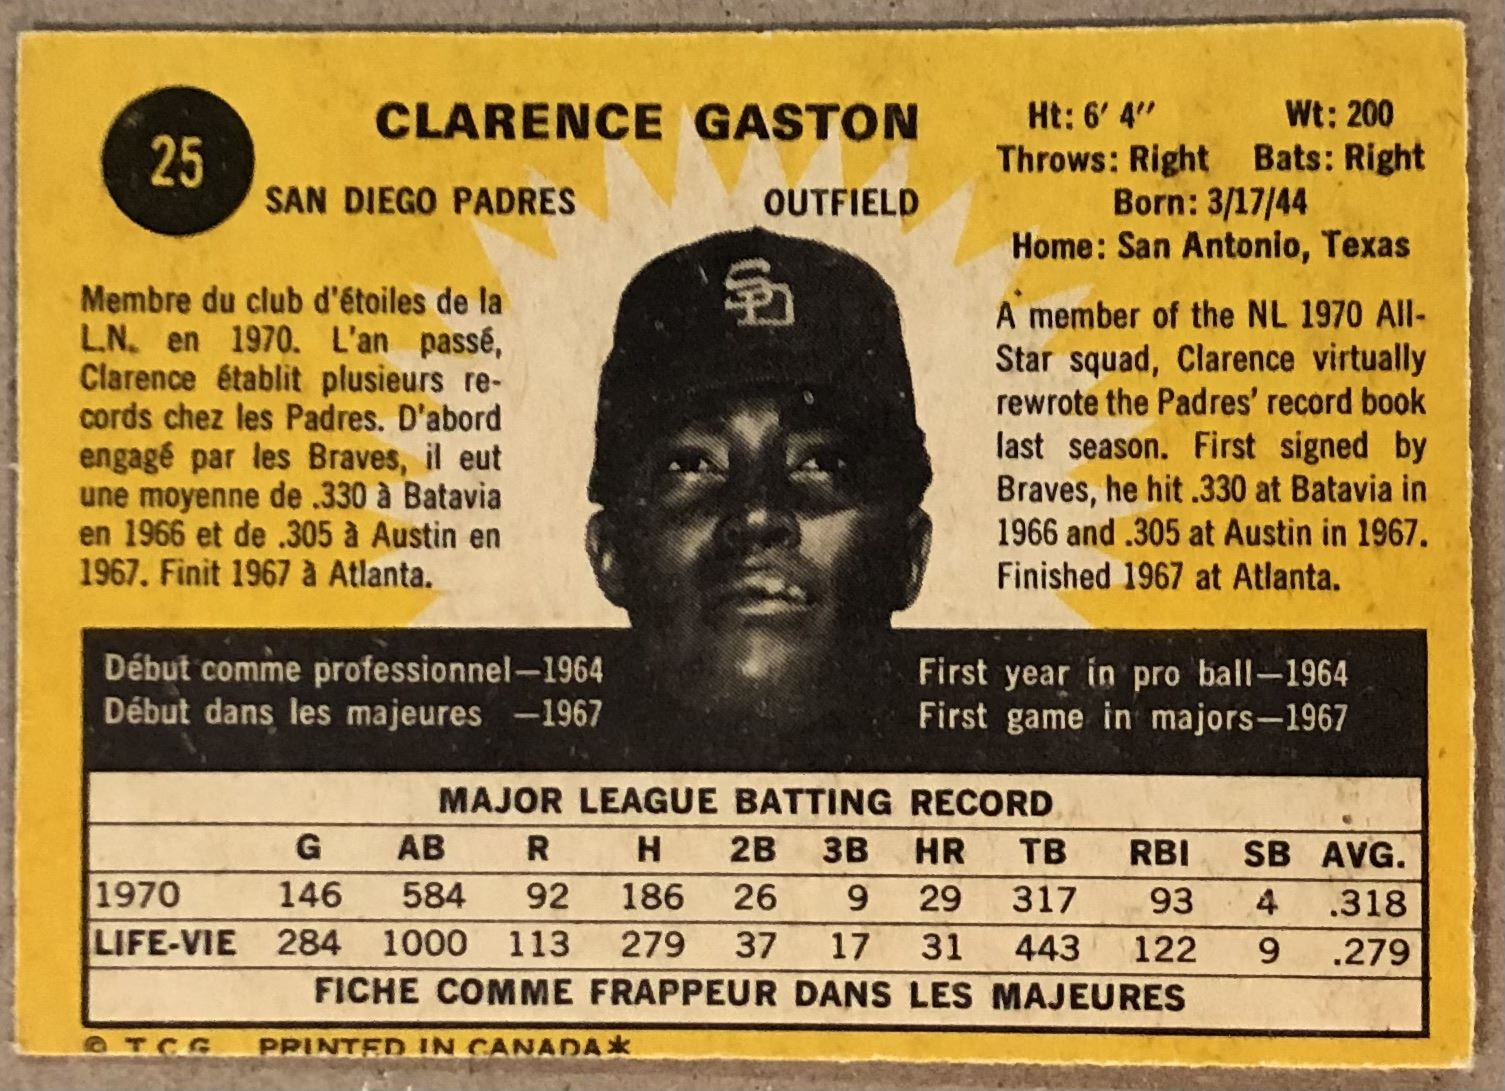 25
CLARENCE GASTON
SAN DIEGO PADRES OUTFIELD
Ht: 6' 4'' Wt: 200
Throws: Right Bats: Right
Born: 3/17/44
Home: San Antonio, Texas
Membre du club d'étoiles de la
L.N. en 1970. L'an passé,
Clarence établit plusieurs re-
cords chez les Padres. D'abord
engagé par les Braves, il eut
une moyenne de .330 à Batavia
en 1966 et de .305 à Austin en
1967. Finit 1967 à Atlanta.
SD
A member of the NL 1970 All-
Star squad, Clarence virtually
rewrote the Padres' record book
last season. First signed by
Braves, he hit .330 at Batavia in
1966 and .305 at Austin in 1967.
Finished 1967 at Atlanta.
Début comme professionnel—1964
Début dans les majeures —1967
First year in pro ball—1964
First game in majors—1967
MAJOR LEAGUE BATTING RECORD
G AB R H 2B 3B HR TB RBI SB AVG.
1970 146 584 92 186 26 9 29 317 93 4 .318
LIFE-VIE 284 1000 113 279 37 17 31 443 122 9 .279
FICHE COMME FRAPPEUR DANS LES MAJEURES
© T C G PRINTED IN CANADA*